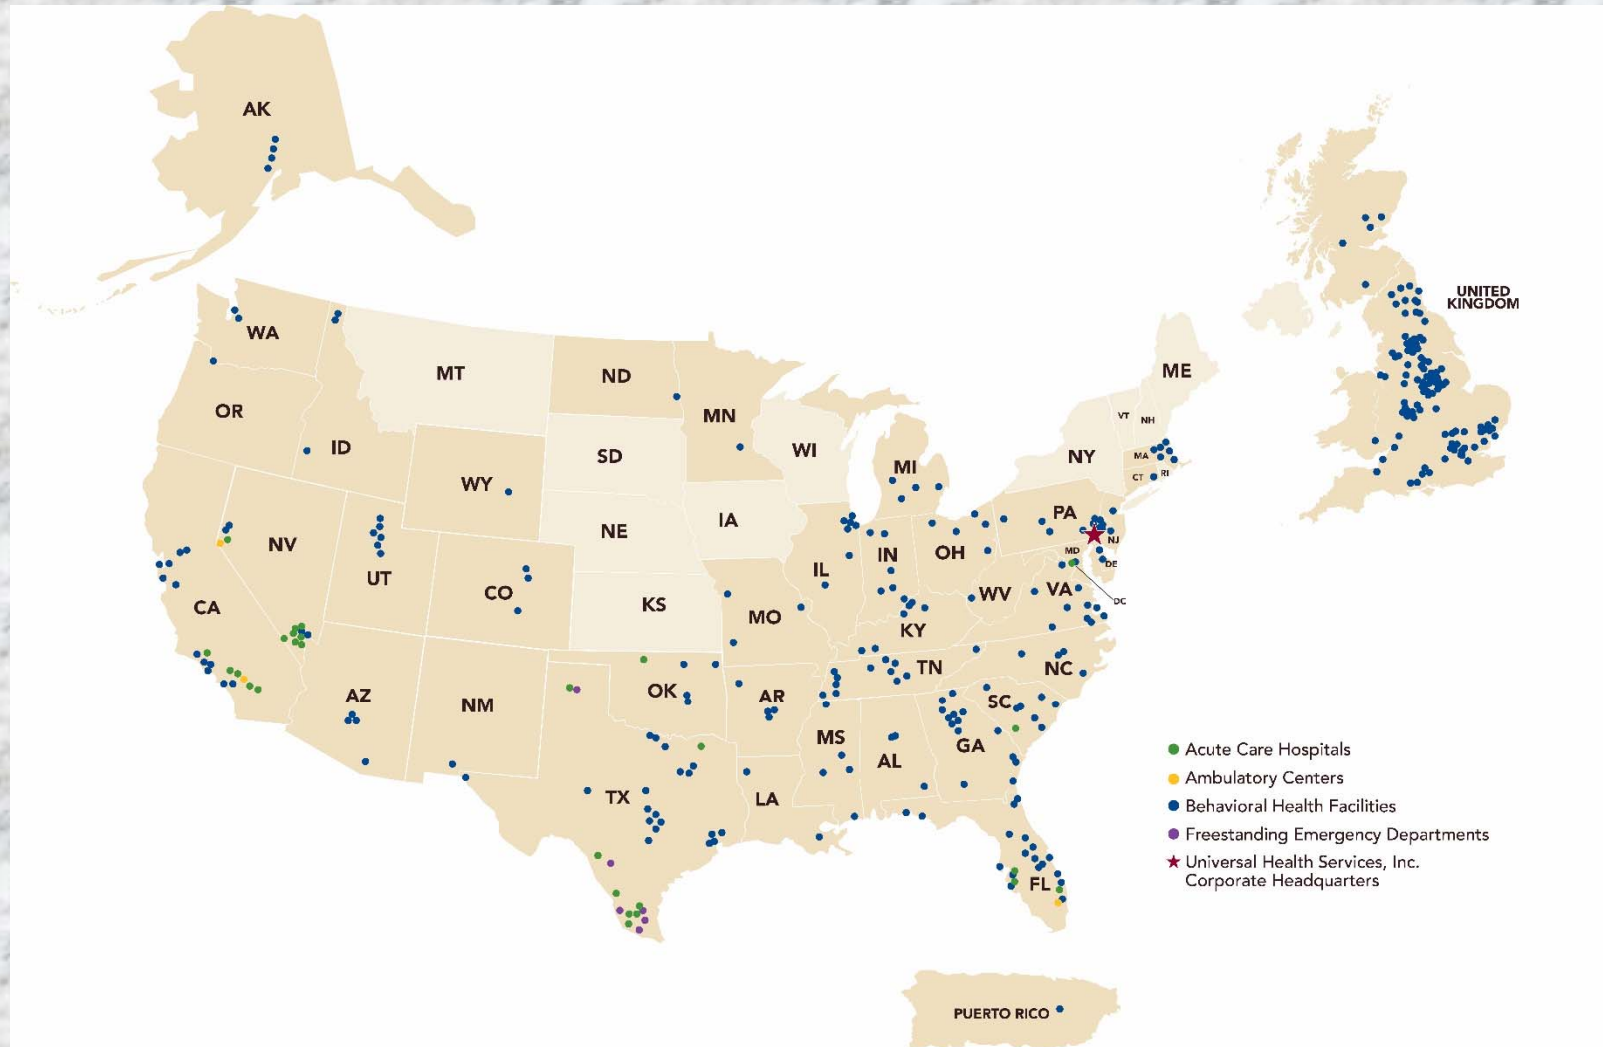 AK
UNITED
KINGDOM
WA
MT
ND
MN
ME
VT
NH
OR
ID
SD
WI
MI
NY
MA
CT
RI
WY
IA
PA
NV
NE
NJ
UT
IL
IN
OH
MD
DE
CO
WV
VA
DC
CA
KS
MO
KY
TN
NC
AZ
NM
OK
AR
SC
MS
AL
GA
TX
LA
FL
Acute Care Hospitals
Ambulatory Centers
Behavioral Health Facilities
Freestanding Emergency Departments
Universal Health Services, Inc.
Corporate Headquarters
PUERTO RICO